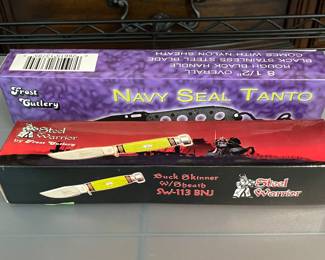 8 1/2" OVERALL
ROUGH BLACK HANDLE
BLACK STAINLESS STEEL BLADE
COMES WITH NYLON SHEATH
Frost
Cutlery
NAVY SEAL TANTO
Steel
Warrior
by Frost Cutlery
Buck Skinner
W/Sheath
SW-113 BNJ
Steel
Warrior